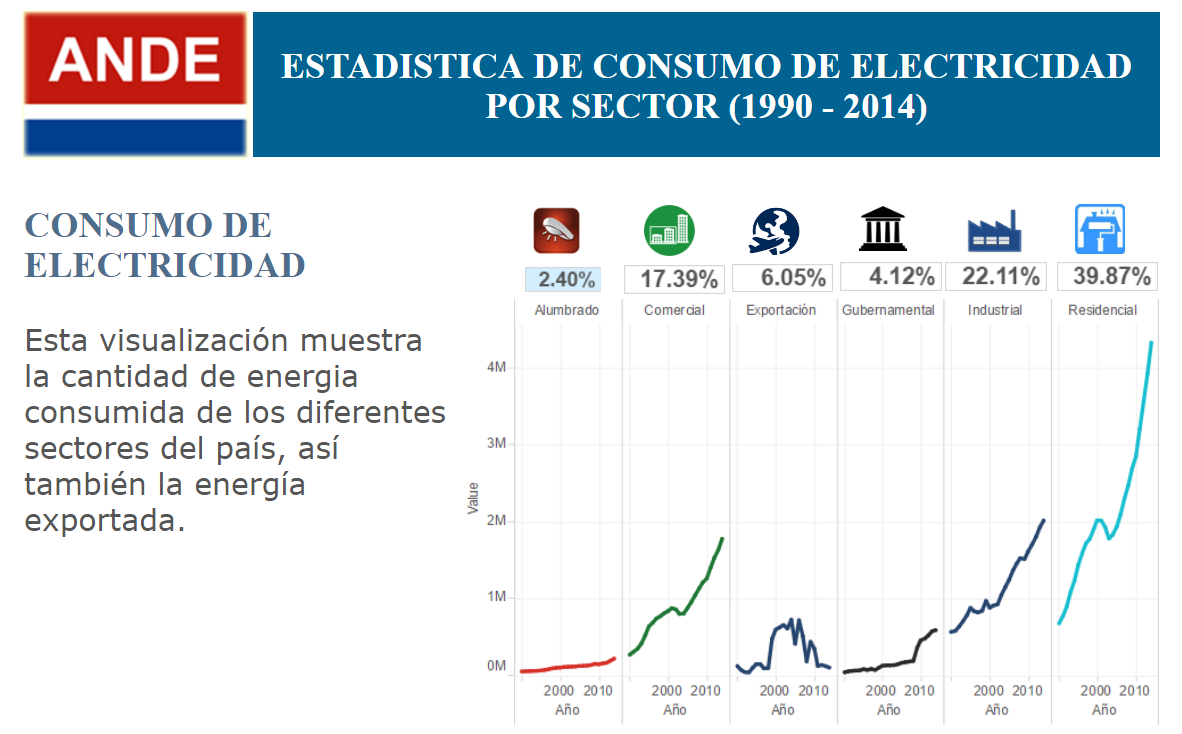 ANDE
ESTADISTICA DE CONSUMO DE ELECTRICIDAD
POR SECTOR (1990 - 2014)
CONSUMO DE
ELECTRICIDAD
Esta visualización muestra
la cantidad de energia
consumida de los diferentes
sectores del país, así
también la energía
exportada.
2.40% 17.39% 6.05% 4.12% 22.11% 39.87%
Alumbrado Comercial Exportación Gubernamental Industrial Residencial
4M
3M
2M
1M
0M
Value
2000 2010 2000 2010 2000 2010 2000 2010 2000 2010 2000 2010
Año Año Año Año Año Año